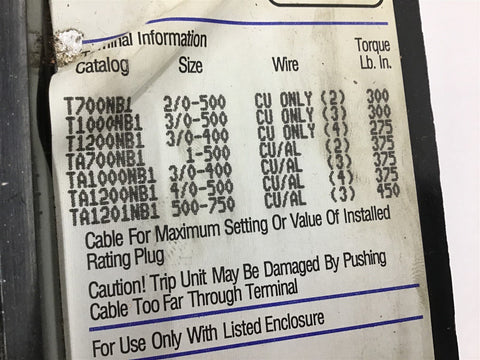 Terminal Information
Torque
Catalog Size Wire Lb. In.
T700NB1 2/0-500 CU ONLY (2) 300
T1000NB1 3/0-500 CU ONLY (3) 300
T1200NB1 3/0-400 CU ONLY (4) 275
TA700NB1 1-500 CU/AL (2) 375
TA1000NB1 3/0-400 CU/AL (3) 375
TA1200NB1 4/0-500 CU/AL (4) 375
TA1201NB1 500-750 CU/AL (3) 450
Cable For Maximum Setting Or Value Of Installed
Rating Plug
Caution! Trip Unit May Be Damaged By Pushing
Cable Too Far Through Terminal
For Use Only With Listed Enclosure